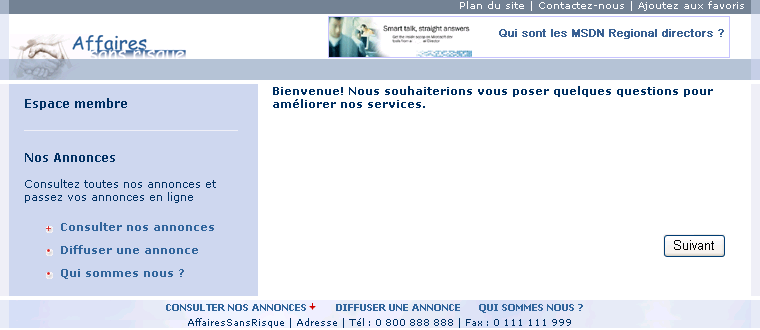 Plan du site | Contactez-nous | Ajoutez aux favoris
Affaires
sans risque
Smart talk, straight answers
Qui sont les MSDN Regional directors ?
Espace membre
Bienvenue! Nous souhaiterions vous poser quelques questions pour
améliorer nos services.
Nos Annonces
Consultez toutes nos annonces et
passez vos annonces en ligne
Consulter nos annonces
Diffuser une annonce
Qui sommes nous ?
Suivant
CONSULTER NOS ANNONCES DIFFUSER UNE ANNONCE QUI SOMMES NOUS ?
AffairesSansRisque | Adresse | Tél : 0 800 888 888 | Fax : 0 111 111 999